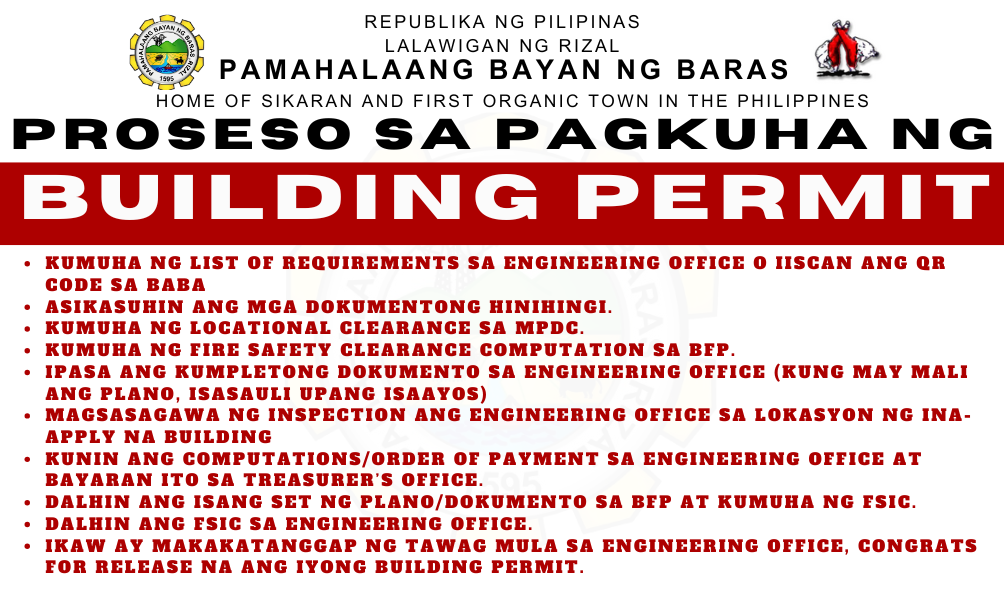 REPUBLIKA NG PILIPINAS
LALAWIGAN NG RIZAL
PAMAHALAANG BAYAN NG BARAS
HOME OF SIKARAN AND FIRST ORGANIC TOWN IN THE PHILIPPINES
PAMAHALAANG BAYAN NG BARAS RIZAL
1595
PROSESO SA PAGKUHA NG
BUILDING PERMIT
• KUMUHA NG LIST OF REQUIREMENTS SA ENGINEERING OFFICE O IISCAN ANG QR
CODE SA BABA
• ASIKASUHIN ANG MGA DOKUMENTONG HINIHINGI.
• KUMUHA NG LOCATIONAL CLEARANCE SA MPDC.
• KUMUHA NG FIRE SAFETY CLEARANCE COMPUTATION SA BFP.
• IPASA ANG KUMPLETONG DOKUMENTO SA ENGINEERING OFFICE (KUNG MAY MALI
ANG PLANO, ISASAULI UPANG ISAAYOS)
• MAGSASAGAWA NG INSPECTION ANG ENGINEERING OFFICE SA LOKASYON NG INA-
APPLY NA BUILDING
• KUNIN ANG COMPUTATIONS/ORDER OF PAYMENT SA ENGINEERING OFFICE AT
BAYARAN ITO SA TREASURER'S OFFICE.
• DALHIN ANG ISANG SET NG PLANO/DOKUMENTO SA BFP AT KUMUHA NG FSIC.
• DALHIN ANG FSIC SA ENGINEERING OFFICE.
• IKAW AY MAKAKATANGGAP NG TAWAG MULA SA ENGINEERING OFFICE, CONGRATS
FOR RELEASE NA ANG IYONG BUILDING PERMIT.